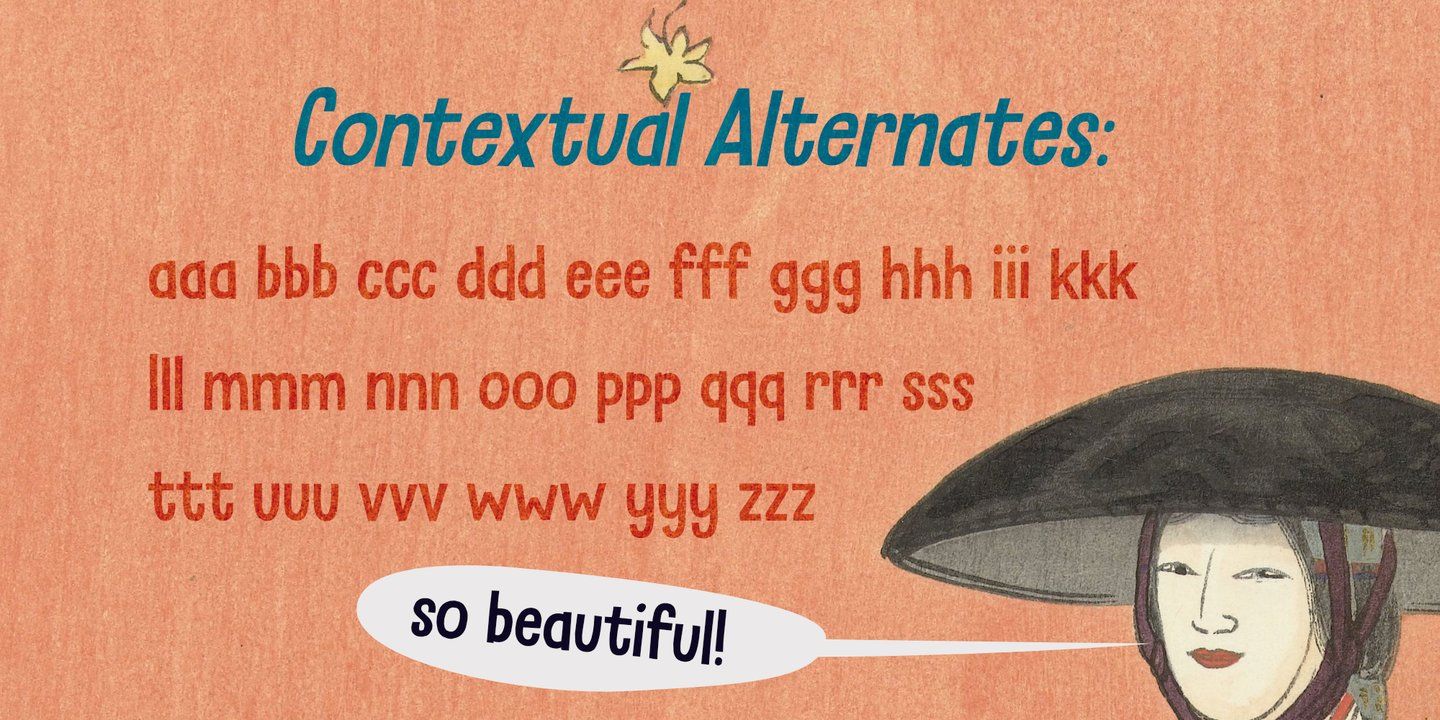 Contextual Alternates:
aaa bbb ccc ddd eee fff ggg hhh iii kkk
lll mmm nnn ooo ppp qqq rrr sss
ttt uuu vvv www yyy zzz
so beautiful!